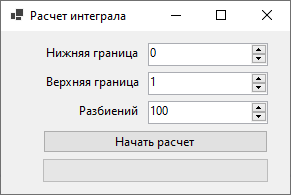 Расчет интеграла
Нижняя граница 0
Верхняя граница 1
Разбиений 100
Начать расчет